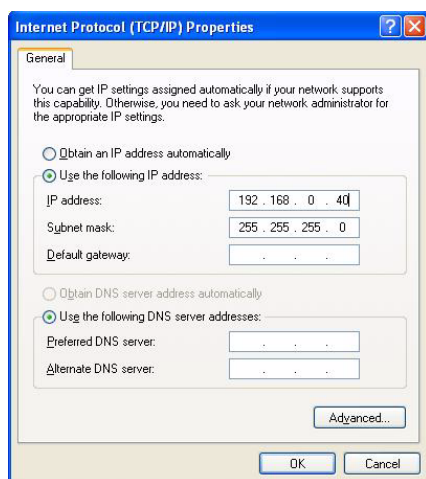 Internet Protocol (TCP/IP) Properties
General
You can get IP settings assigned automatically if your network supports
this capability. Otherwise, you need to ask your network administrator for
the appropriate IP settings.
Obtain an IP address automatically
Use the following IP address:
IP address: 192 . 168 . 0 . 40
Subnet mask: 255 . 255 . 255 . 0
Default gateway: . . .
Obtain DNS server address automatically
Use the following DNS server addresses:
Preferred DNS server: . . .
Alternate DNS server: . . .
Advanced...
OK Cancel